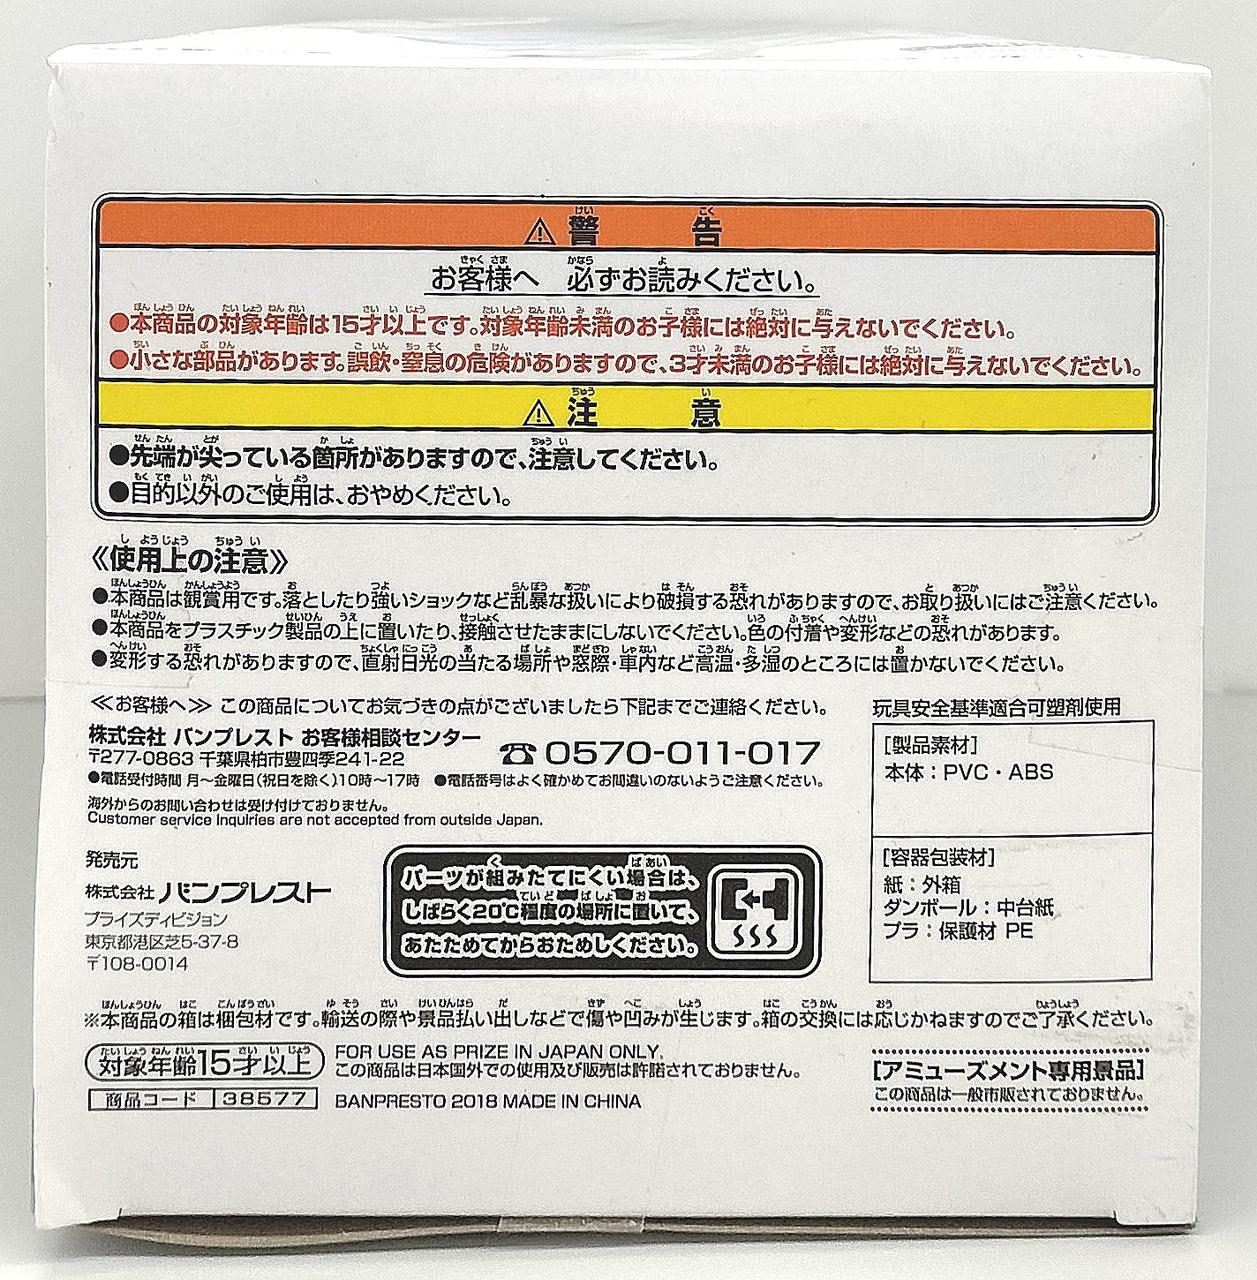 ⚠警告
お客様へ 必ずお読みください。
●本商品の対象年齢は15才以上です。対象年齢未満のお子様には絶対に与えないでください。
●小さな部品があります。誤飲・窒息の危険がありますので、3才未満のお子様には絶対に与えないでください。
⚠注意
●先端が尖っている箇所がありますので、注意してください。
●目的以外のご使用は、おやめください。
《使用上の注意》
●本商品は観賞用です。落としたり強いショックなど乱暴な扱いにより破損する恐れがありますので、お取り扱いにはご注意ください。
●本商品をプラスチック製品の上に置いたり、接触させたままにしないでください。色の付着や変形などの恐れがあります。
●変形する恐れがありますので、直射日光の当たる場所や窓際・車内など高温・多湿のところには置かないでください。
≪お客様へ≫ この商品についてお気づきの点がございましたら下記までご連絡ください。
株式会社 バンプレスト お客様相談センター
〒277-0863 千葉県柏市豊四季241-22
☎0570-011-017
●電話受付時間 月〜金曜日(祝日を除く)10時〜17時 ●電話番号はよく確かめてお間違いのないようご注意ください。
海外からのお問い合わせは受け付けておりません。
Customer service inquiries are not accepted from outside Japan.
玩具安全基準適合可塑剤使用
[製品素材]
本体:PVC・ABS
[容器包装材]
紙:外箱
ダンボール:中台紙
プラ:保護材 PE
発売元
株式会社 バンプレスト
プライズディビジョン
東京都港区芝5-37-8
〒108-0014
パーツが組みたてにくい場合は、
しばらく20℃程度の場所に置いて、
あたためてからおためしください。
※本商品の箱は梱包材です。輸送の際や景品払い出しなどで傷や凹みが生じます。箱の交換には応じかねますのでご了承ください。
対象年齢15才以上
FOR USE AS PRIZE IN JAPAN ONLY.
この商品は日本国外での使用及び販売は許諾されておりません。
商品コード 38577
BANPRESTO 2018 MADE IN CHINA
[アミューズメント専用景品]
この商品は一般市販されておりません。